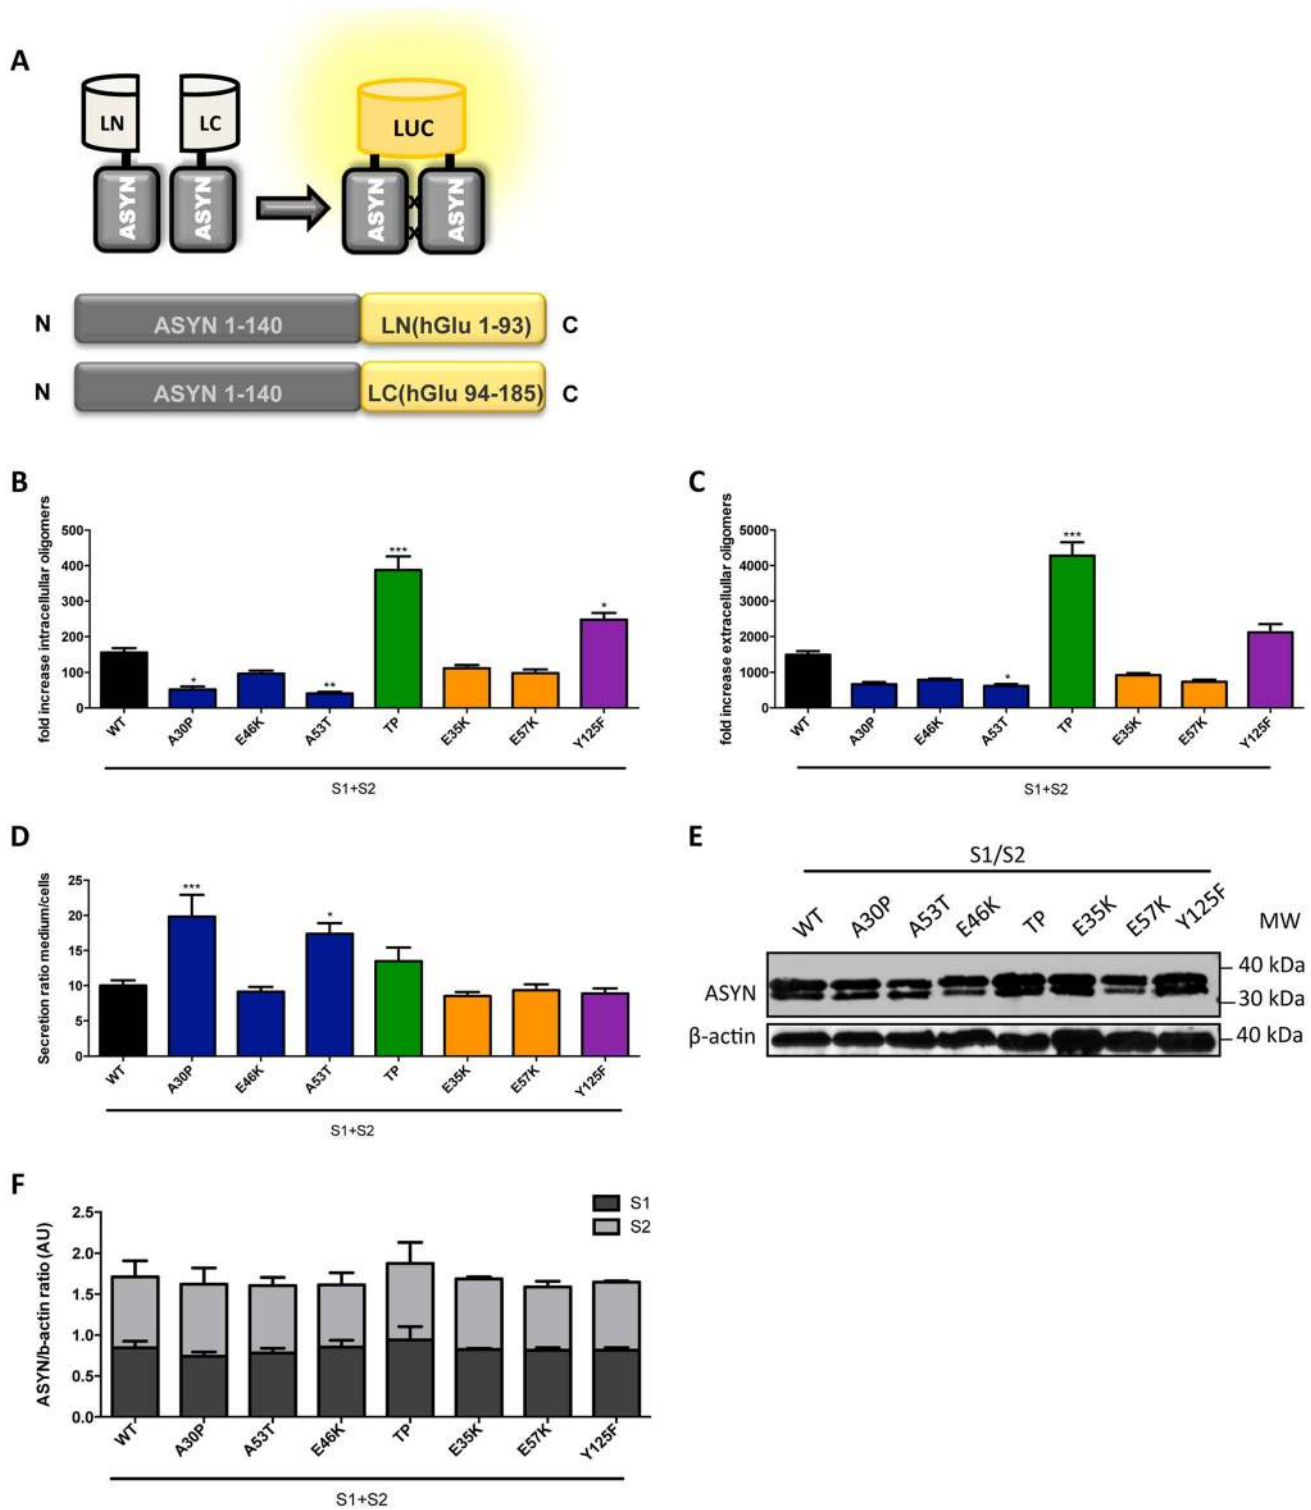 A
LN
LC
LUC
ASYN
ASYN
ASYN
ASYN
x
x
N
ASYN 1-140
LN(hGlu 1-93)
C
N
ASYN 1-140
LC(hGlu 94-185)
C
B
fold increase intracellullar oligomers
500
400
300
200
100
0
*
**
***
*
WT
A30P
E46K
A53T
TP
E35K
E57K
Y125F
S1+S2
C
fold increase extracellullar oligomers
5000
4000
3000
2000
1000
0
*
***
WT
A30P
E46K
A53T
TP
E35K
E57K
Y125F
S1+S2
D
Secretion ratio medium/cells
25
20
15
10
5
0
***
*
WT
A30P
E46K
A53T
TP
E35K
E57K
Y125F
S1+S2
E
S1/S2
WT
A30P
A53T
E46K
TP
E35K
E57K
Y125F
MW
ASYN
40 kDa
30 kDa
β-actin
40 kDa
F
S1
S2
ASYN/b-actin ratio (AU)
2.5
2.0
1.5
1.0
0.5
0.0
WT
A30P
A53T
E46K
TP
E35K
E57K
Y125F
S1+S2